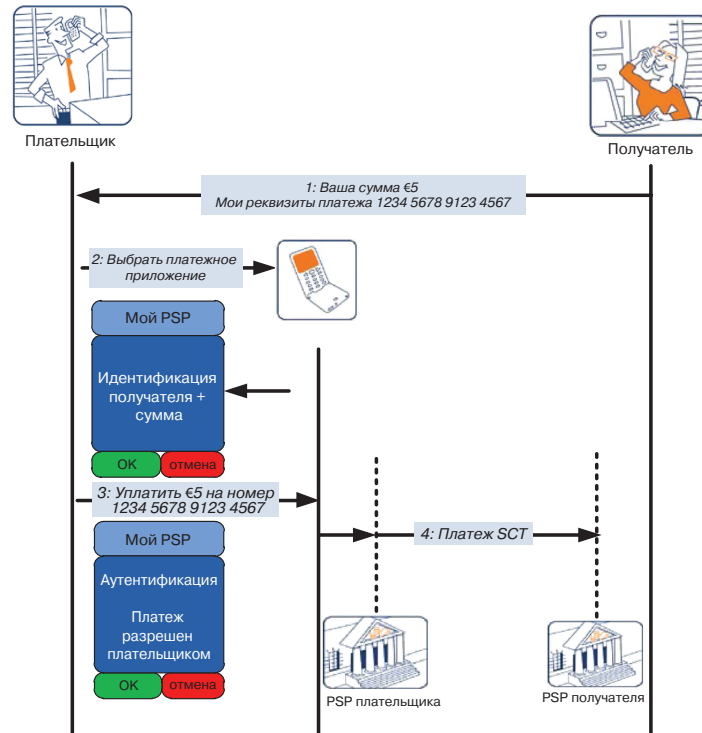 Плательщик
Получатель
1: Ваша сумма €5
Мои реквизиты платежа 1234 5678 9123 4567
2: Выбрать платежное
приложение
Мой PSP
Идентификация
получателя +
сумма
ОК
отмена
3: Уплатить €5 на номер
1234 5678 9123 4567
4: Платеж SCT
Мой PSP
Аутентификация
Платеж
разрешен
плательщиком
ОК
отмена
PSP плательщика
PSP получателя